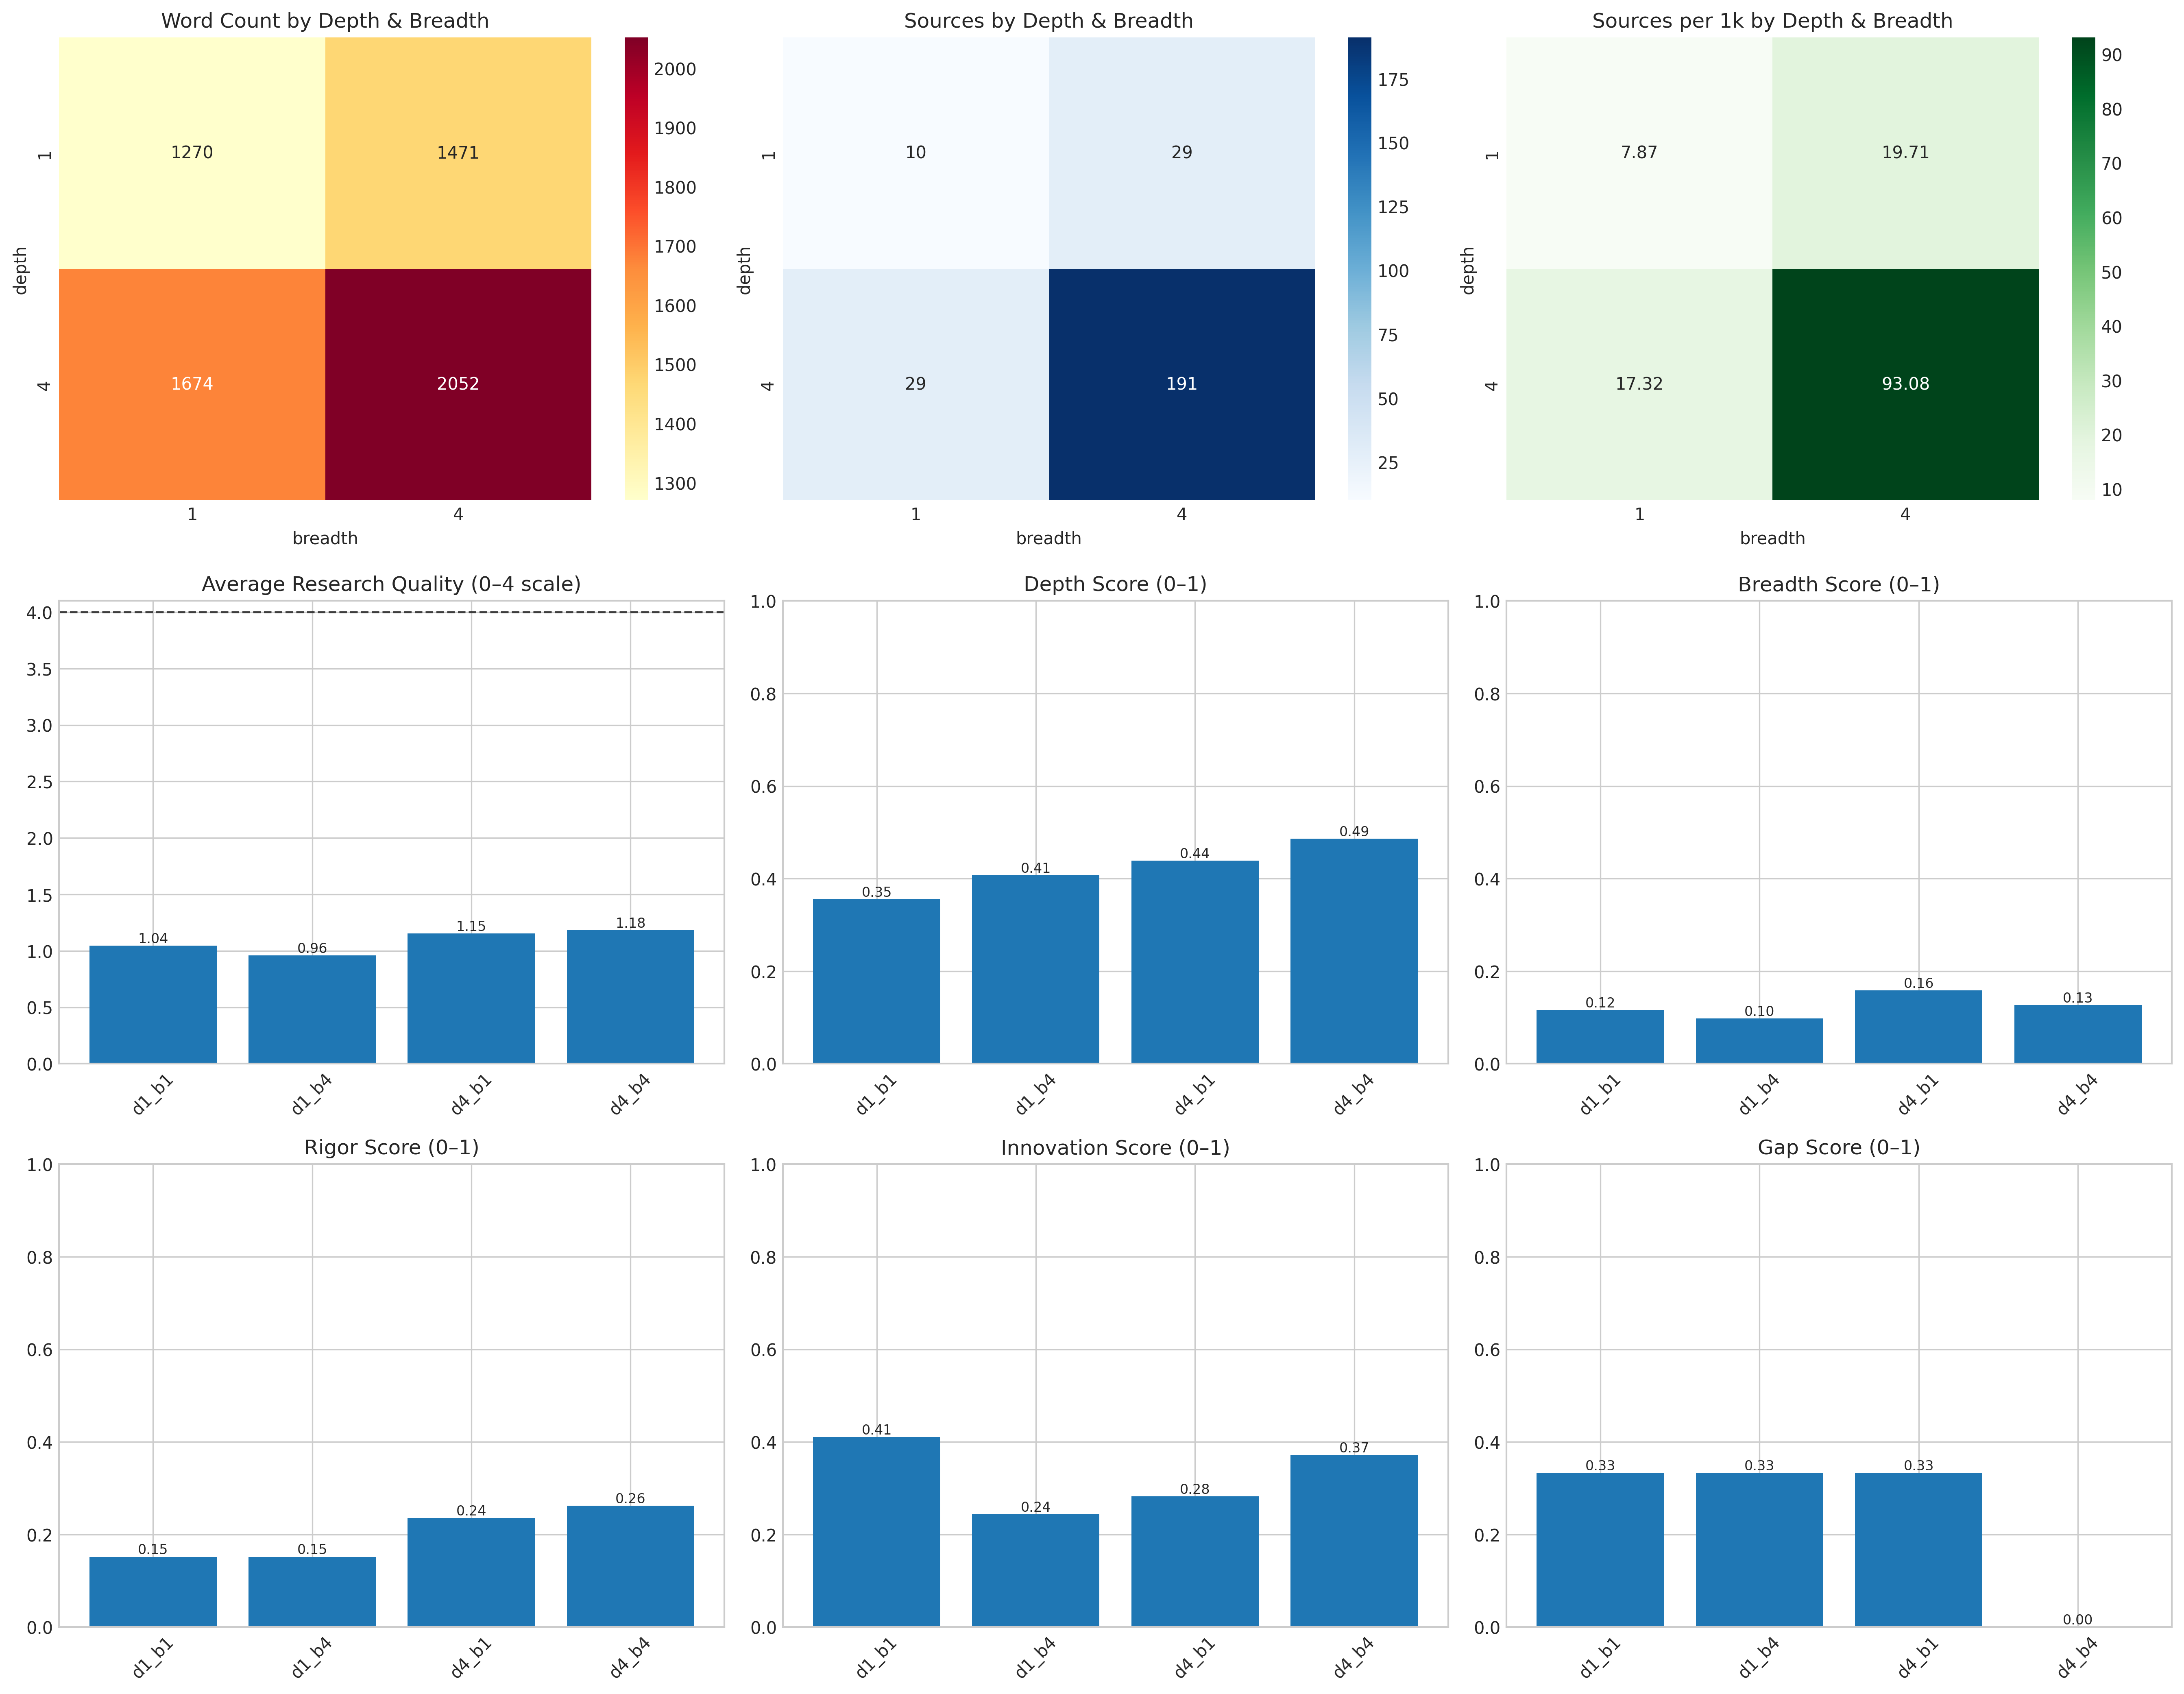 Word Count by Depth & Breadth
1270
1471
1674
2052
1
4
depth
1
4
breadth
2000
1900
1800
1700
1600
1500
1400
1300
Sources by Depth & Breadth
10
29
29
191
1
4
depth
1
4
breadth
175
150
125
100
75
50
25
Sources per 1k by Depth & Breadth
7.87
19.71
17.32
93.08
1
4
depth
1
4
breadth
90
80
70
60
50
40
30
20
10
Average Research Quality (0–4 scale)
4.0
3.5
3.0
2.5
2.0
1.5
1.0
0.5
0.0
1.04
0.96
1.15
1.18
d1_b1
d1_b4
d4_b1
d4_b4
Depth Score (0–1)
1.0
0.8
0.6
0.4
0.2
0.0
0.35
0.41
0.44
0.49
d1_b1
d1_b4
d4_b1
d4_b4
Breadth Score (0–1)
1.0
0.8
0.6
0.4
0.2
0.0
0.12
0.10
0.16
0.13
d1_b1
d1_b4
d4_b1
d4_b4
Rigor Score (0–1)
1.0
0.8
0.6
0.4
0.2
0.0
0.15
0.15
0.24
0.26
d1_b1
d1_b4
d4_b1
d4_b4
Innovation Score (0–1)
1.0
0.8
0.6
0.4
0.2
0.0
0.41
0.24
0.28
0.37
d1_b1
d1_b4
d4_b1
d4_b4
Gap Score (0–1)
1.0
0.8
0.6
0.4
0.2
0.0
0.33
0.33
0.33
0.00
d1_b1
d1_b4
d4_b1
d4_b4